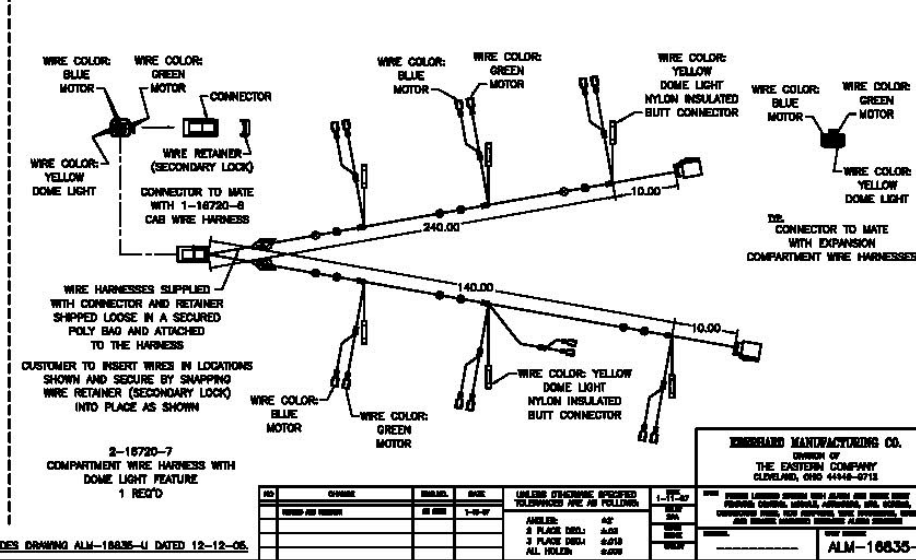 WIRE COLOR:
BLUE
MOTOR
WIRE COLOR:
GREEN
MOTOR
CONNECTOR
WIRE RETAINER
(SECONDARY LOCK)
WIRE COLOR:
YELLOW
DOME LIGHT
CONNECTOR TO MATE
WITH 1-16720-6
CAB WIRE HARNESS
WIRE COLOR:
BLUE
MOTOR
WIRE COLOR:
GREEN
MOTOR
WIRE COLOR:
YELLOW
DOME LIGHT
NYLON INSULATED
BUTT CONNECTOR
WIRE COLOR:
BLUE
MOTOR
WIRE COLOR:
GREEN
MOTOR
WIRE COLOR:
YELLOW
DOME LIGHT
TYP.
CONNECTOR TO MATE
WITH EXPANSION
COMPARTMENT WIRE HARNESSES
10.00
240.00
140.00
10.00
WIRE HARNESSES SUPPLIED
WITH CONNECTOR AND RETAINER
SHIPPED LOOSE IN A SECURED
POLY BAG AND ATTACHED
TO THE HARNESS
CUSTOMER TO INSERT WIRES IN LOCATIONS
SHOWN AND SECURE BY SNAPPING
WIRE RETAINER (SECONDARY LOCK)
INTO PLACE AS SHOWN
WIRE COLOR:
BLUE
MOTOR
WIRE COLOR:
GREEN
MOTOR
WIRE COLOR: YELLOW
DOME LIGHT
NYLON INSULATED
BUTT CONNECTOR
2-16720-7
COMPARTMENT WIRE HARNESS WITH
DOME LIGHT FEATURE
1 REQ'D
DES DRAWING ALM-16635-U DATED 12-12-05.
NO
CHANGE
DATE
UNLESS OTHERWISE SPECIFIED
TOLERANCES ARE AS FOLLOWS:
ANGLES:
2 PLACE DEC.:
3 PLACE DEC.:
ALL HOLES:
EBERHARD MANUFACTURING CO.
DIVISION OF
THE EASTERN COMPANY
CLEVELAND, OHIO 44149-0712
ALM-16635-